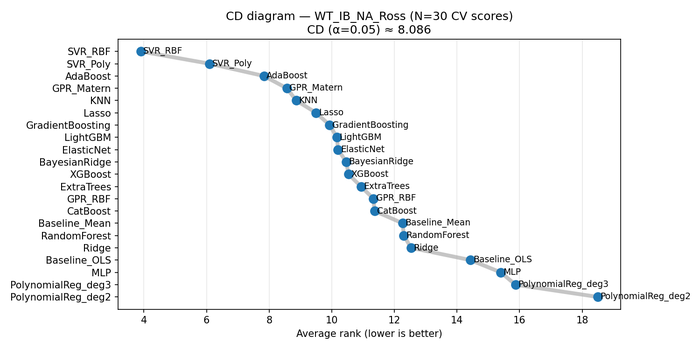 CD diagram — WT_IB_NA_Ross (N=30 CV scores)
CD (α=0.05) ≈ 8.086
SVR_RBF
SVR_RBF
SVR_Poly
SVR_Poly
AdaBoost
AdaBoost
GPR_Matern
GPR_Matern
KNN
KNN
Lasso
Lasso
GradientBoosting
GradientBoosting
LightGBM
LightGBM
ElasticNet
ElasticNet
BayesianRidge
BayesianRidge
XGBoost
XGBoost
ExtraTrees
ExtraTrees
GPR_RBF
GPR_RBF
CatBoost
CatBoost
Baseline_Mean
Baseline_Mean
RandomForest
RandomForest
Ridge
Ridge
Baseline_OLS
Baseline_OLS
MLP
MLP
PolynomialReg_deg3
PolynomialReg_deg3
PolynomialReg_deg2
PolynomialReg_deg2
4 6 8 10 12 14 16 18
Average rank (lower is better)